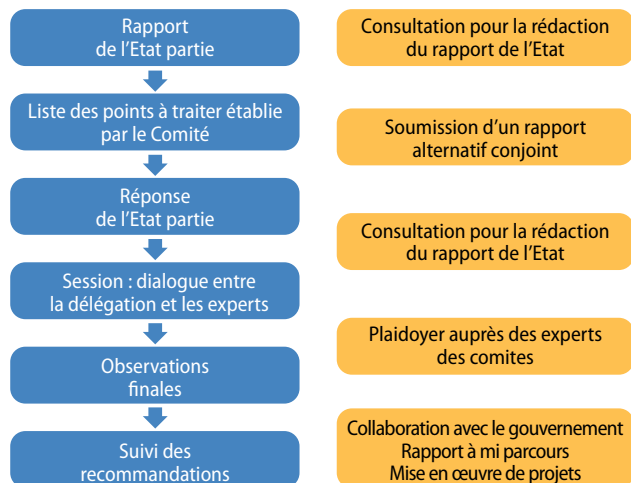 Rapport
de l’Etat partie
Consultation pour la rédaction
du rapport de l’Etat
Liste des points à traiter établie
par le Comité
Soumission d’un rapport
alternatif conjoint
Réponse
de l’Etat partie
Consultation pour la rédaction
du rapport de l’Etat
Session : dialogue entre
la délégation et les experts
Plaidoyer auprès des experts
des comites
Observations
finales
Suivi des
recommandations
Collaboration avec le gouvernement
Rapport à mi parcours
Mise en œuvre de projets